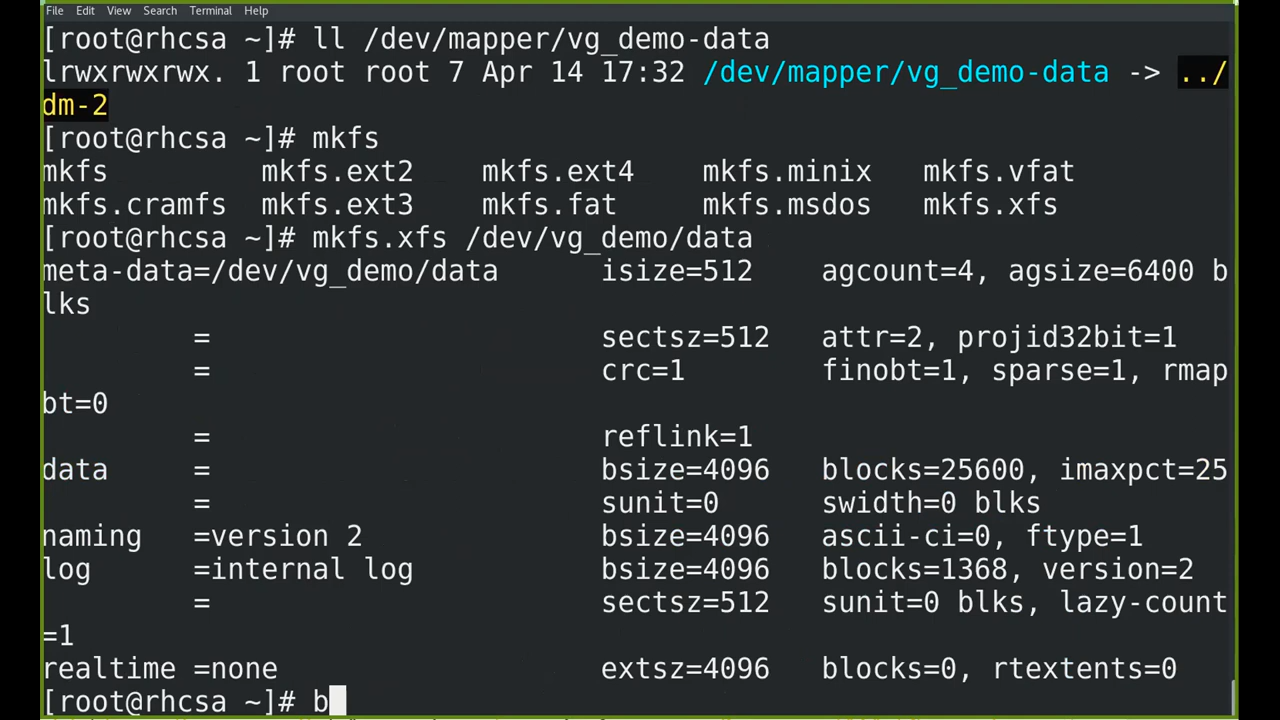 File Edit View Search Terminal Help
[root@rhcsa ~]# ll /dev/mapper/vg_demo-data
lrwxrwxrwx. 1 root root 7 Apr 14 17:32 /dev/mapper/vg_demo-data -> ../
dm-2
[root@rhcsa ~]# mkfs
mkfs         mkfs.ext2    mkfs.ext4    mkfs.minix   mkfs.vfat
mkfs.cramfs  mkfs.ext3    mkfs.fat     mkfs.msdos   mkfs.xfs
[root@rhcsa ~]# mkfs.xfs /dev/vg_demo/data
meta-data=/dev/vg_demo/data      isize=512    agcount=4, agsize=6400 b
lks
         =                       sectsz=512   attr=2, projid32bit=1
         =                       crc=1        finobt=1, sparse=1, rmap
bt=0
         =                       reflink=1
data     =                       bsize=4096   blocks=25600, imaxpct=25
         =                       sunit=0      swidth=0 blks
naming   =version 2              bsize=4096   ascii-ci=0, ftype=1
log      =internal log           bsize=4096   blocks=1368, version=2
         =                       sectsz=512   sunit=0 blks, lazy-count
=1
realtime =none                   extsz=4096   blocks=0, rtextents=0
[root@rhcsa ~]# b